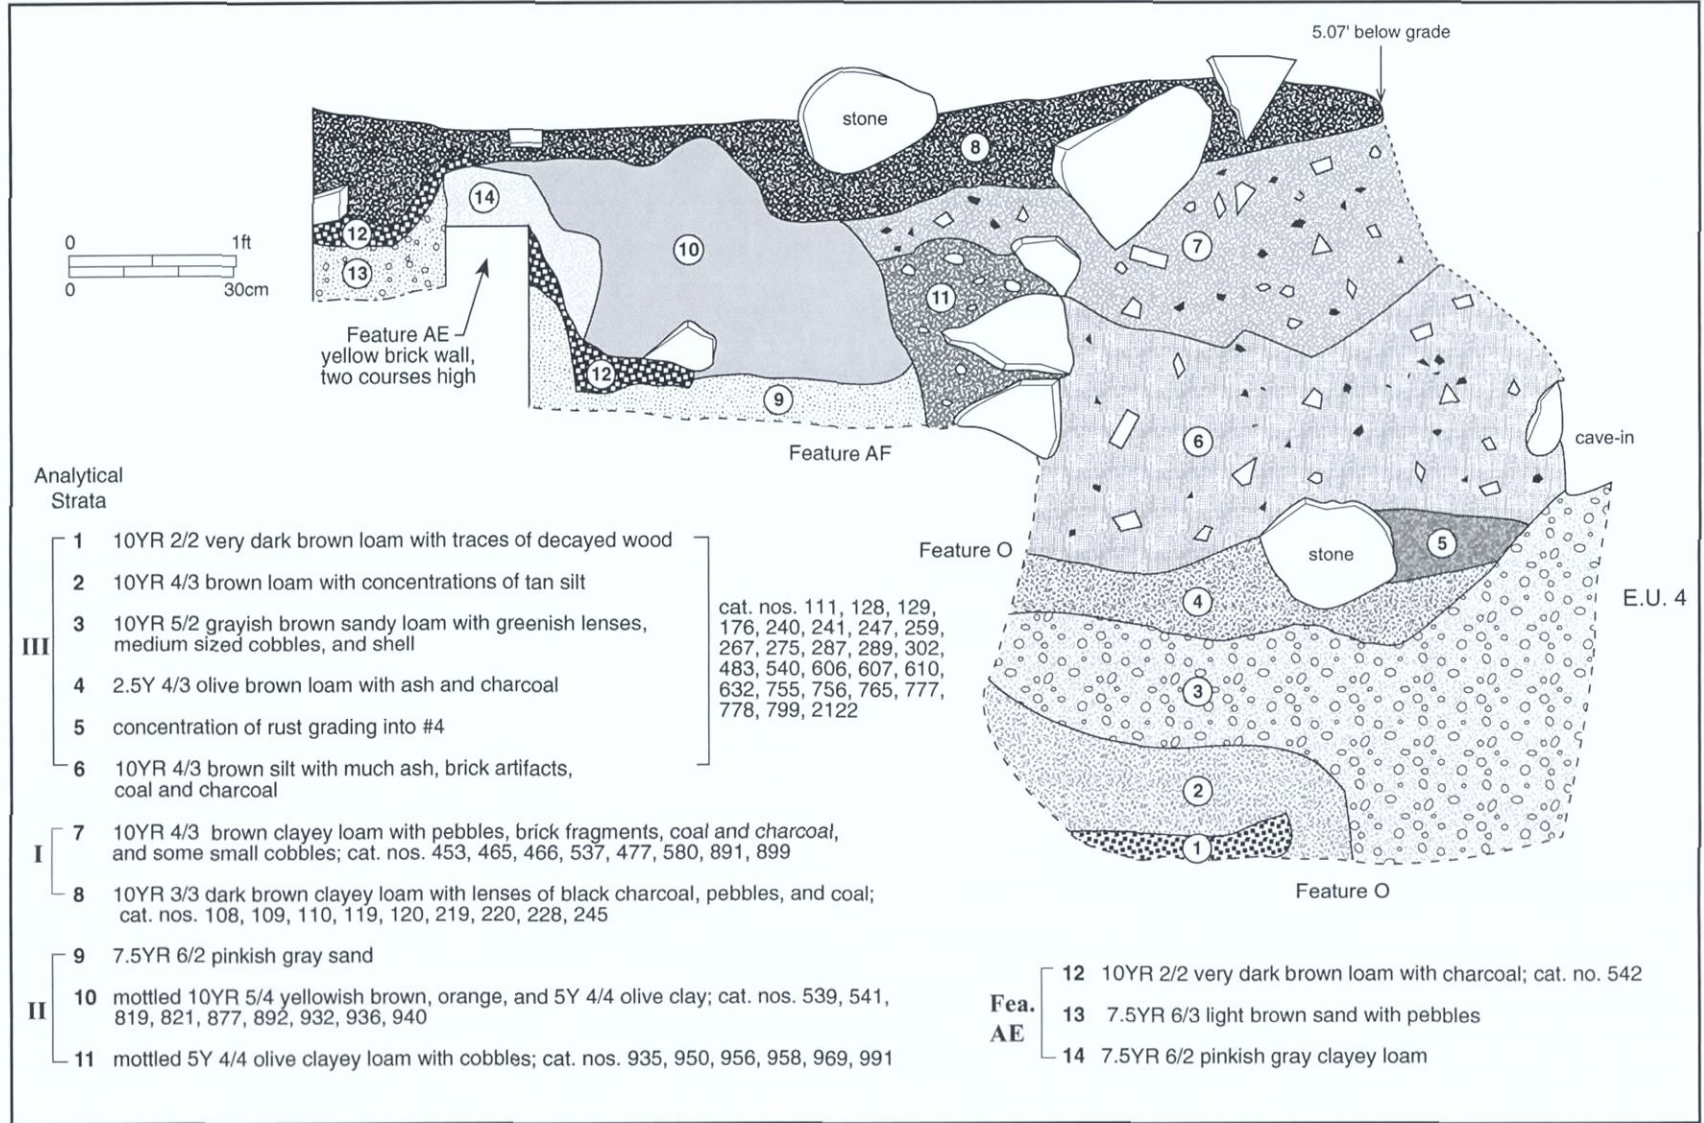 5.07' below grade
stone
8
14
12
13
10
7
11
0 1ft
0 30cm
Feature AE
yellow brick wall,
two courses high
12
9
Feature AF
6
cave-in
Feature O
stone
5
4
E.U. 4
3
2
1
Feature O
Analytical
Strata
III
1 10YR 2/2 very dark brown loam with traces of decayed wood
2 10YR 4/3 brown loam with concentrations of tan silt
3 10YR 5/2 grayish brown sandy loam with greenish lenses,
medium sized cobbles, and shell
4 2.5Y 4/3 olive brown loam with ash and charcoal
5 concentration of rust grading into #4
6 10YR 4/3 brown silt with much ash, brick artifacts,
coal and charcoal
cat. nos. 111, 128, 129,
176, 240, 241, 247, 259,
267, 275, 287, 289, 302,
483, 540, 606, 607, 610,
632, 755, 756, 765, 777,
778, 799, 2122
I
7 10YR 4/3 brown clayey loam with pebbles, brick fragments, coal and charcoal,
and some small cobbles; cat. nos. 453, 465, 466, 537, 477, 580, 891, 899
8 10YR 3/3 dark brown clayey loam with lenses of black charcoal, pebbles, and coal;
cat. nos. 108, 109, 110, 119, 120, 219, 220, 228, 245
II
9 7.5YR 6/2 pinkish gray sand
10 mottled 10YR 5/4 yellowish brown, orange, and 5Y 4/4 olive clay; cat. nos. 539, 541,
819, 821, 877, 892, 932, 936, 940
11 mottled 5Y 4/4 olive clayey loam with cobbles; cat. nos. 935, 950, 956, 958, 969, 991
Fea.
AE
12 10YR 2/2 very dark brown loam with charcoal; cat. no. 542
13 7.5YR 6/3 light brown sand with pebbles
14 7.5YR 6/2 pinkish gray clayey loam